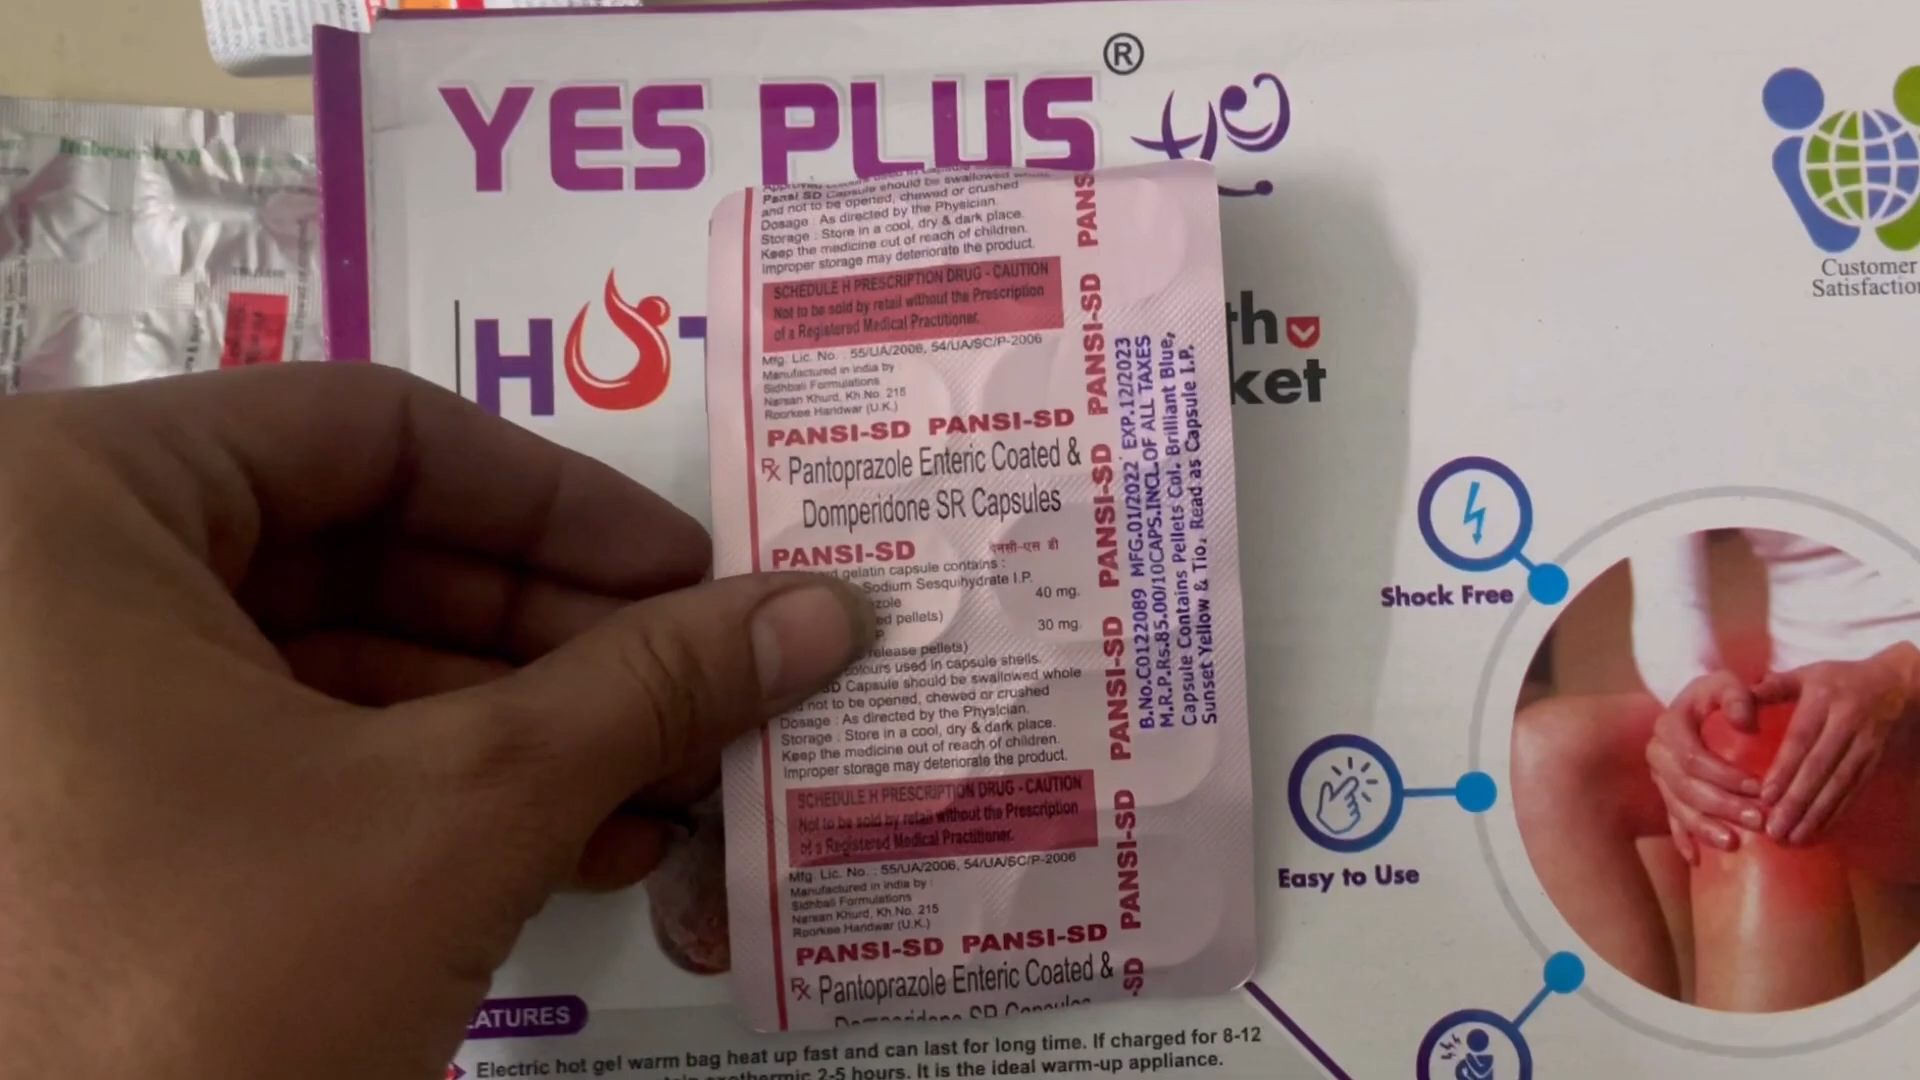 YES PLUS®
Customer
Satisfaction
Pansi SD Capsule should be swallowed
and not to be opened, chewed or crushed
Dosage : As directed by the Physician.
Storage : Store in a cool, dry & dark place.
Keep the medicine out of reach of children.
Improper storage may deteriorate the product.
SCHEDULE H PRESCRIPTION DRUG - CAUTION
Not to be sold by retail without the Prescription
of a Registered Medical Practitioner.
Mfg. Lic. No. : 55/UA/2006, 54/UA/SC/P-2006
Manufactured in India by
Sidhbali Formulations
Narsan Khurd, Kh.No. 215
Roorkee Haridwar (U.K.)
PANSI-SD PANSI-SD
Rx Pantoprazole Enteric Coated &
Domperidone SR Capsules
PANSI-SD
gelatin capsule contains :
Sodium Sesquihydrate I.P.
40 mg.
pellets)
30 mg.
release pellets)
colours used in capsule shells.
SD Capsule should be swallowed whole
not to be opened, chewed or crushed
Dosage : As directed by the Physician.
Storage : Store in a cool, dry & dark place.
Keep the medicine out of reach of children.
Improper storage may deteriorate the product.
SCHEDULE H PRESCRIPTION DRUG - CAUTION
Not to be sold by retail without the Prescription
of a Registered Medical Practitioner.
Mfg. Lic. No. : 55/UA/2006, 54/UA/SC/P-2006
Manufactured in India by :
Sidhbali Formulations
Narsan Khurd, Kh.No. 215
Roorkee Haridwar (U.K.)
PANSI-SD PANSI-SD
Rx Pantoprazole Enteric Coated &
PANSI-SD PANSI-SD PANSI-SD PANSI-SD
B.No.C0122089 MFG.01/2022 EXP.12/2023
M.R.P.Rs.85.00/10CAPS.INCL.OF ALL TAXES
Capsule Contains Pellets Col. Brilliant Blue,
Sunset Yellow & Tio, Read as Capsule I.P.
Shock Free
Easy to Use
Electric hot gel warm bag heat up fast and can last for long time. If charged for 8-12
2-5 hours. It is the ideal warm-up appliance.